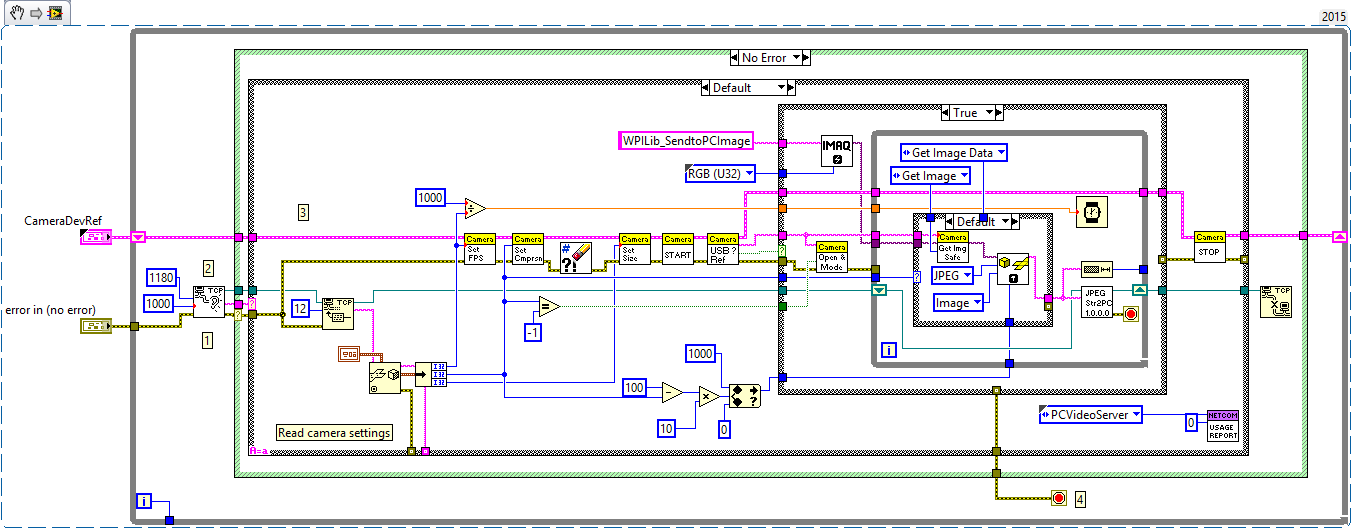 2015
No Error
Default
True
WPILib_SendtoPCImage
IMAQ
Get Image Data
RGB (U32)
Get Image
1000
÷
3
CameraDevRef
Default
Camera
Set
FPS
Camera
Set
Cmprsn
#
?!
Camera
Set
Size
Camera
START
Camera
USB ?
Ref
?
Camera
Open &
Mode
Camera
Get Img
Safe
Camera
STOP
2
1180
TCP
1000
?
?
JPEG
?
error in (no error)
12
TCP
=
-1
Image
JPEG
Str2PC
1.0.0.0
TCP
1
i
1000
100
-
×
?
10
0
PCVideoServer
NETCOM
0
USAGE
REPORT
Read camera settings
A=a
i
4